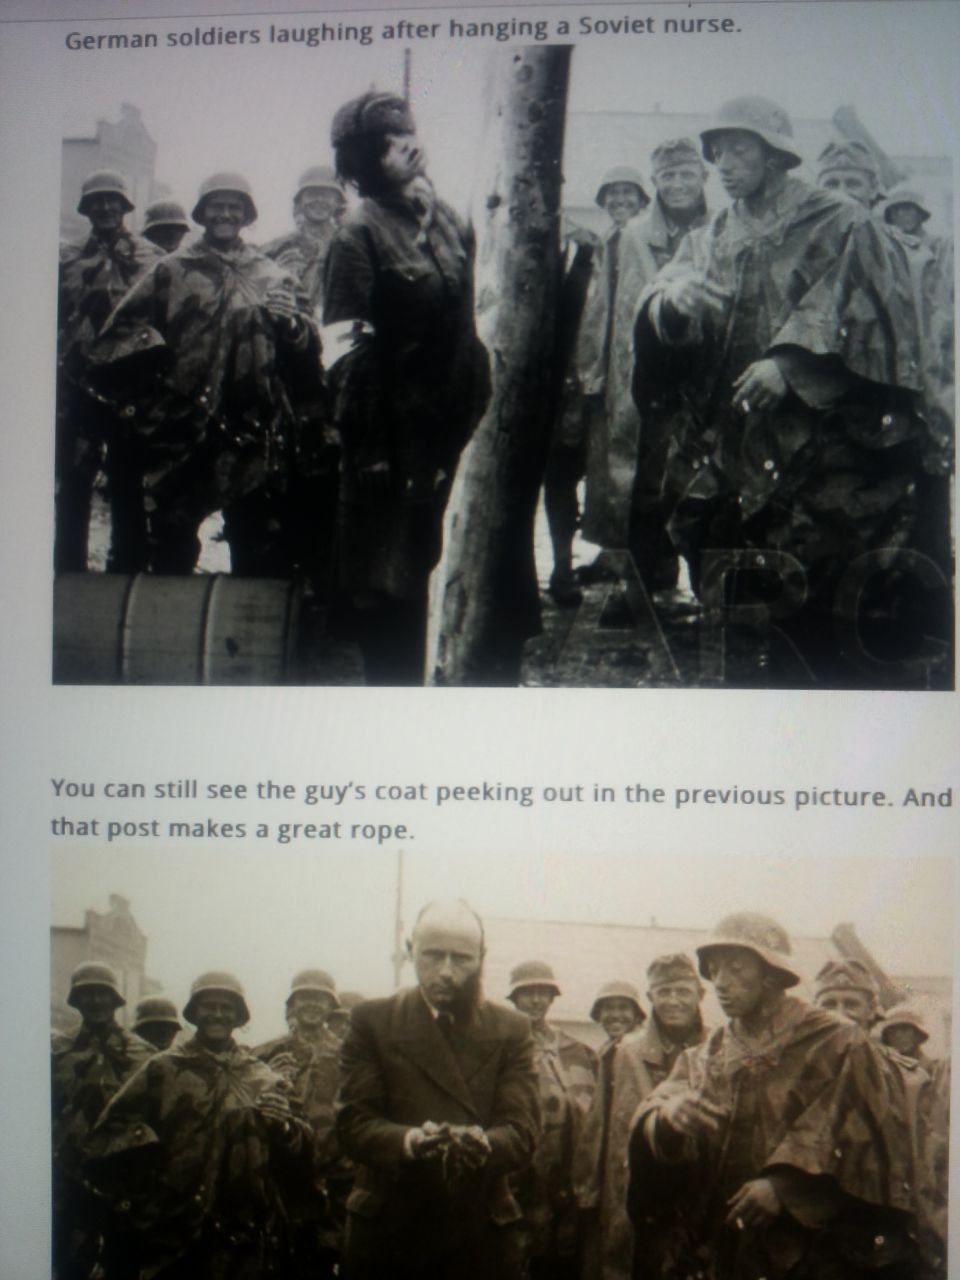 German soldiers laughing after hanging a Soviet nurse.
ARC
You can still see the guy's coat peeking out in the previous picture. And
that post makes a great rope.